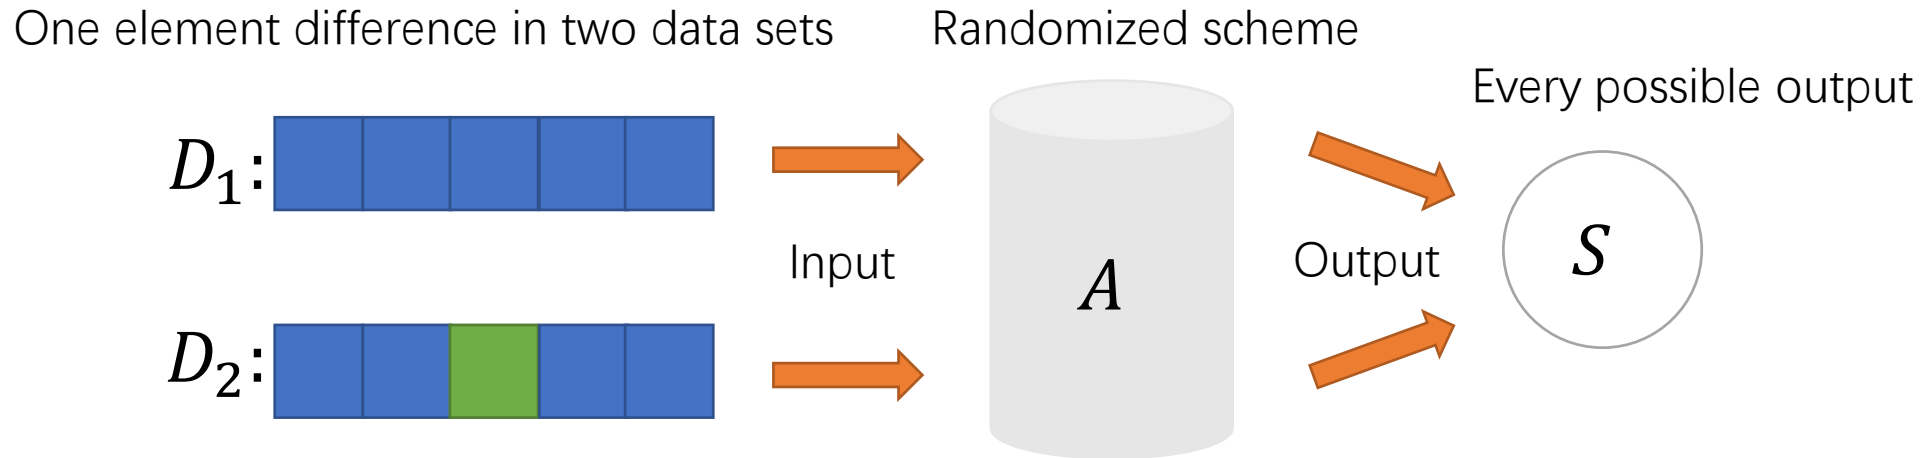 One element difference in two data sets
Randomized scheme
Every possible output
D₁:
Input
A
Output
S
D₂: